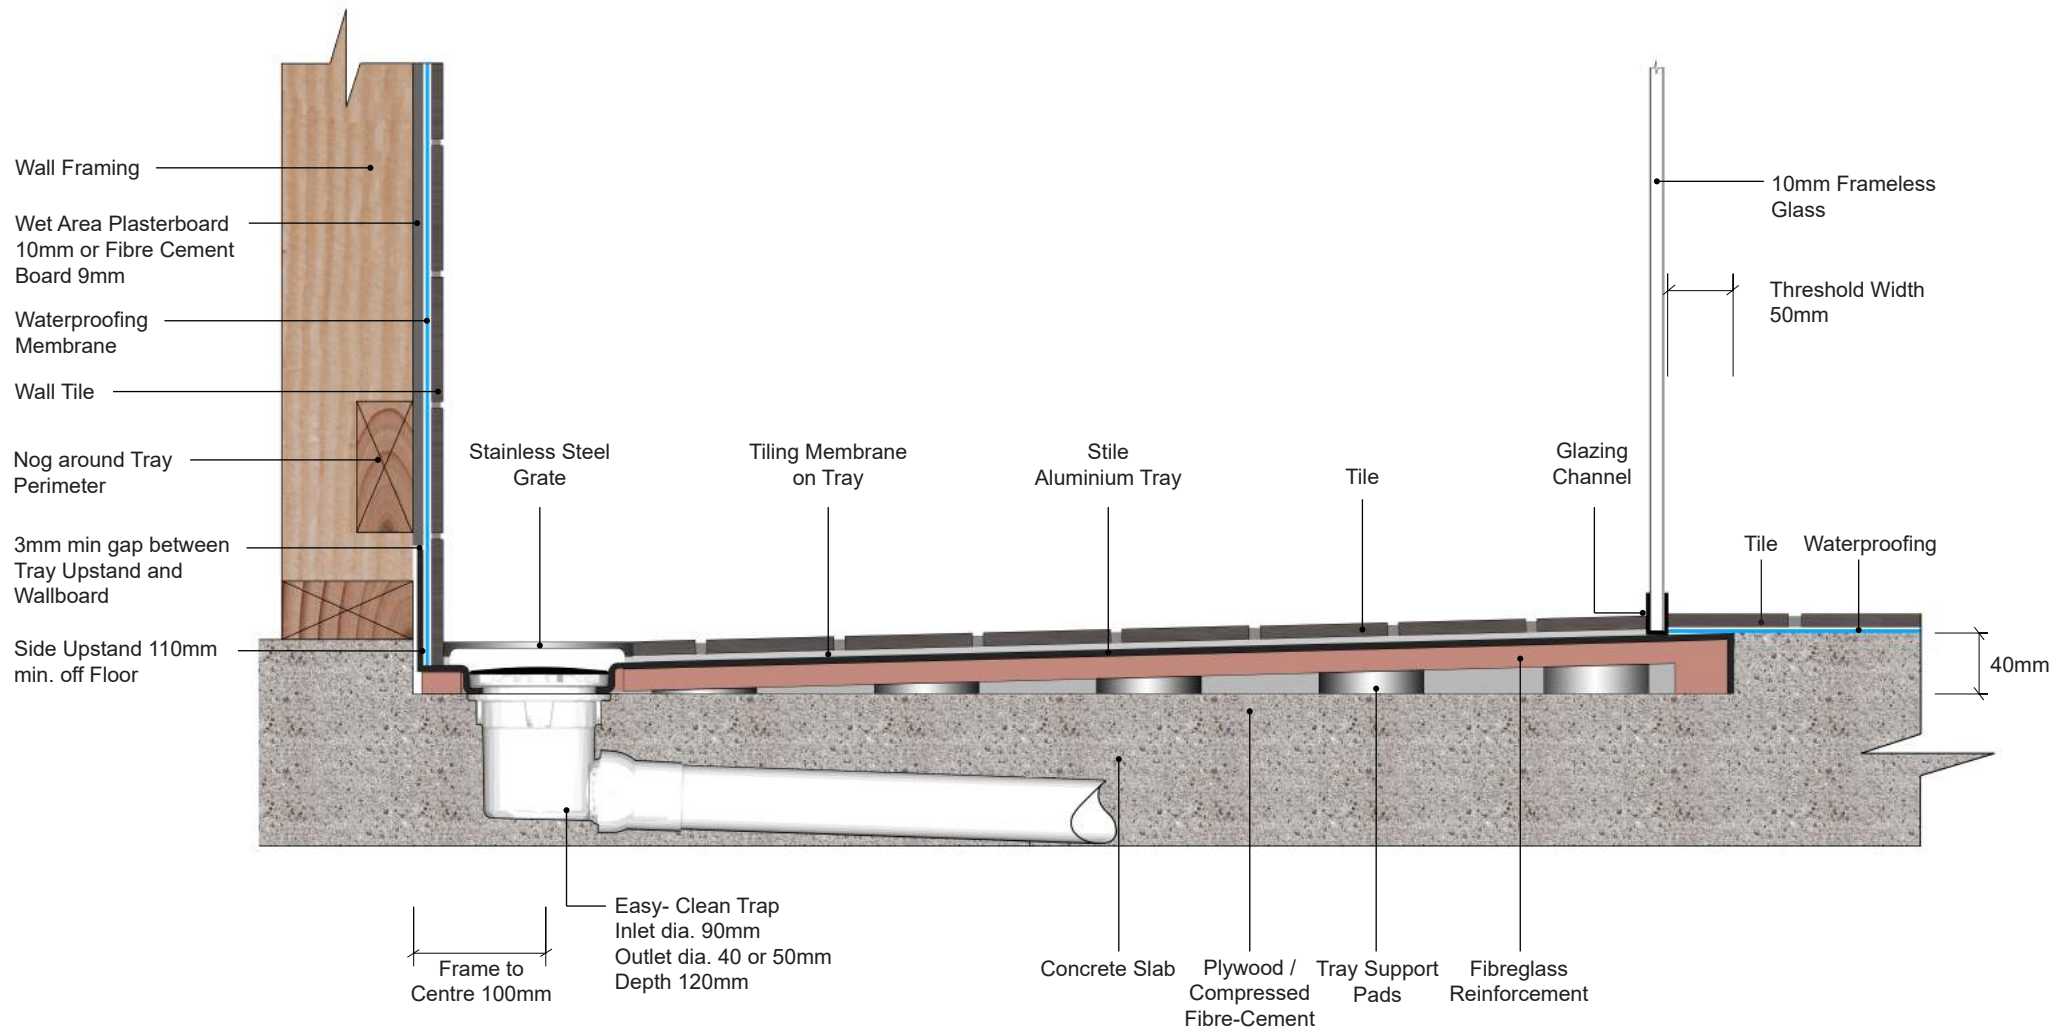 Wall Framing
Wet Area Plasterboard
10mm or Fibre Cement
Board 9mm
Waterproofing
Membrane
Wall Tile
Nog around Tray
Perimeter
3mm min gap between
Tray Upstand and
Wallboard
Side Upstand 110mm
min. off Floor
Stainless Steel
Grate
Tiling Membrane
on Tray
Stile
Aluminium Tray
Tile
Glazing
Channel
10mm Frameless
Glass
Threshold Width
50mm
Tile
Waterproofing
40mm
Frame to
Centre 100mm
Easy- Clean Trap
Inlet dia. 90mm
Outlet dia. 40 or 50mm
Depth 120mm
Concrete Slab
Plywood /
Compressed
Fibre-Cement
Tray Support
Pads
Fibreglass
Reinforcement